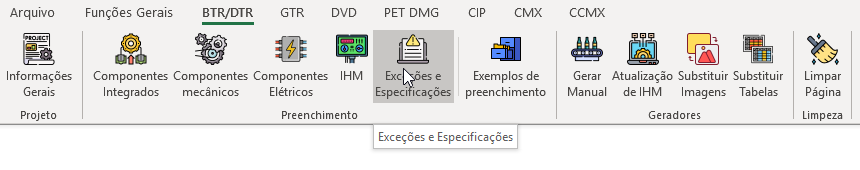 Arquivo Funções Gerais BTR/DTR GTR DVD PET DMG CIP CMX CCMX
PROJECT
Informações
Gerais
Componentes
Integrados
Componentes
mecânicos
Componentes
Elétricos
IHM
Exceções e
Especificações
Exemplos de
preenchimento
Gerar
Manual
Atualização
de IHM
Substituir
Imagens
Substituir
Tabelas
Limpar
Página
Projeto Preenchimento Geradores Limpeza
Exceções e Especificações